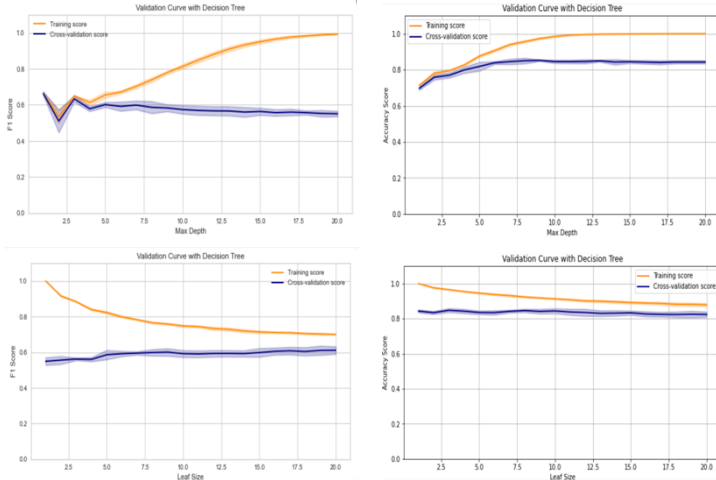 Validation Curve with Decision Tree
Training score
Cross-validation score
F1 Score
1.0
0.8
0.6
0.4
0.2
0.0
2.5 5.0 7.5 10.0 12.5 15.0 17.5 20.0
Max Depth
Validation Curve with Decision Tree
Training score
Cross-validation score
Accuracy Score
1.0
0.8
0.6
0.4
0.2
0.0
2.5 5.0 7.5 10.0 12.5 15.0 17.5 20.0
Max Depth
Validation Curve with Decision Tree
Training score
Cross-validation score
F1 Score
1.0
0.8
0.6
0.4
0.2
0.0
2.5 5.0 7.5 10.0 12.5 15.0 17.5 20.0
Leaf Size
Validation Curve with Decision Tree
Training score
Cross-validation score
Accuracy Score
1.0
0.8
0.6
0.4
0.2
0.0
2.5 5.0 7.5 10.0 12.5 15.0 17.5 20.0
Leaf Size